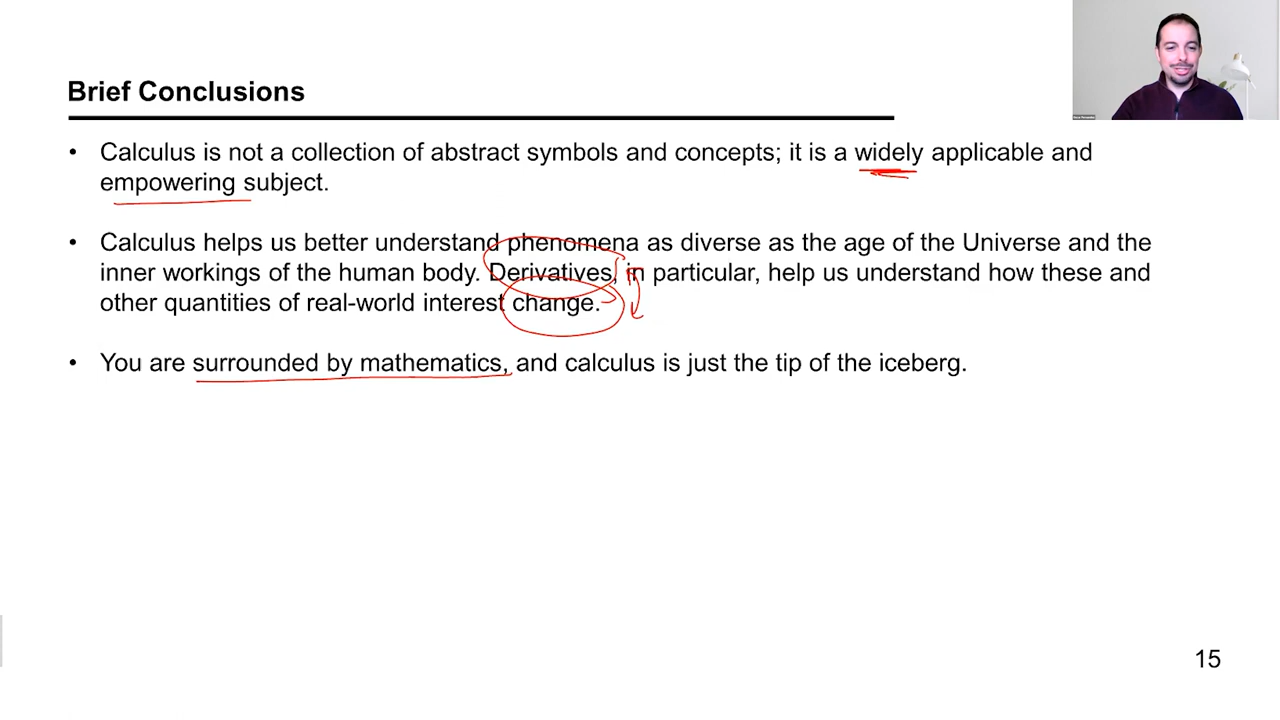 Brief Conclusions
• Calculus is not a collection of abstract symbols and concepts; it is a widely applicable and
empowering subject.
• Calculus helps us better understand phenomena as diverse as the age of the Universe and the
inner workings of the human body. Derivatives, in particular, help us understand how these and
other quantities of real-world interest change.
• You are surrounded by mathematics, and calculus is just the tip of the iceberg.
15